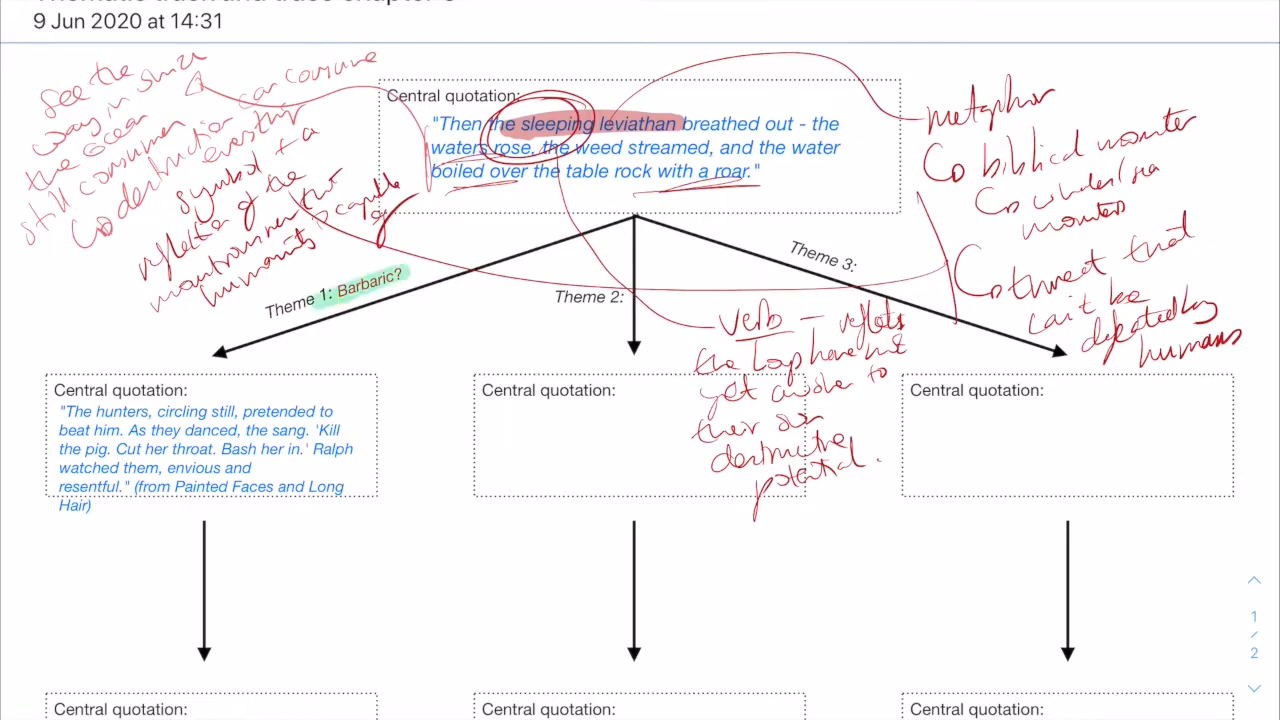 9 Jun 2020 at 14:31
Central quotation:
"Then the sleeping leviathan breathed out - the
waters rose, the weed streamed, and the water
boiled over the table rock with a roar."
see the
way in which
the ocean
still consumes
destruction can consume
everything
symbol + a
reflection of the
monstrousness that
humanity is capable
of
metaphor
biblical monster
sea
monsters
threat that
can't be
defeated by
humans
verb – reflects
the boys have not
yet awoken to
their own
destructive
potential.
Theme 1: Barbaric?
Theme 2:
Theme 3:
Central quotation:
"The hunters, circling still, pretended to
beat him. As they danced, the sang. 'Kill
the pig. Cut her throat. Bash her in.' Ralph
watched them, envious and
resentful." (from Painted Faces and Long
Hair)
Central quotation:
Central quotation:
1
/
2
Central quotation:
Central quotation:
Central quotation: